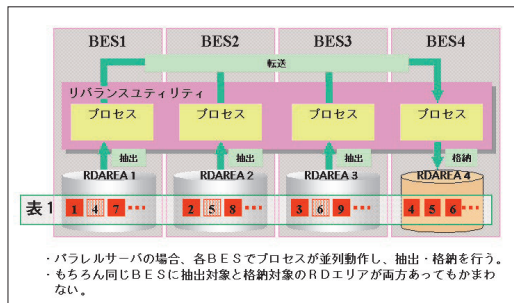 BES1 BES2 BES3 BES4
転送
リバランスユティリティ
プロセス プロセス プロセス プロセス
抽出 抽出 抽出 格納
RDAREA 1 RDAREA 2 RDAREA 3 RDAREA 4
表1 1 4 7 ••• 2 5 8 ••• 3 6 9 ••• 4 5 6 •••
・パラレルサーバの場合、各BESでプロセスが並列動作し、抽出・格納を行う。
・もちろん同じBESに抽出対象と格納対象のRDエリアが両方あってもかまわ
ない。